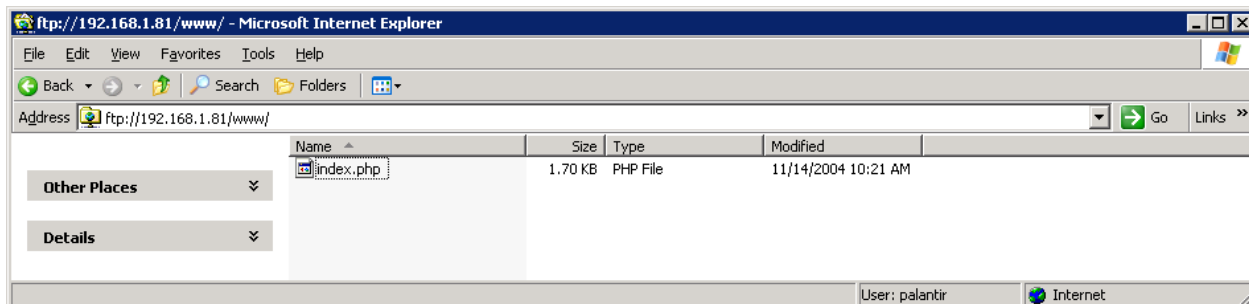 ftp://192.168.1.81/www/ - Microsoft Internet Explorer
File Edit View Favorites Tools Help
Back Search Folders
Address ftp://192.168.1.81/www/ Go Links »
Name Size Type Modified
index.php 1.70 KB PHP File 11/14/2004 10:21 AM
Other Places
Details
User: palantir Internet